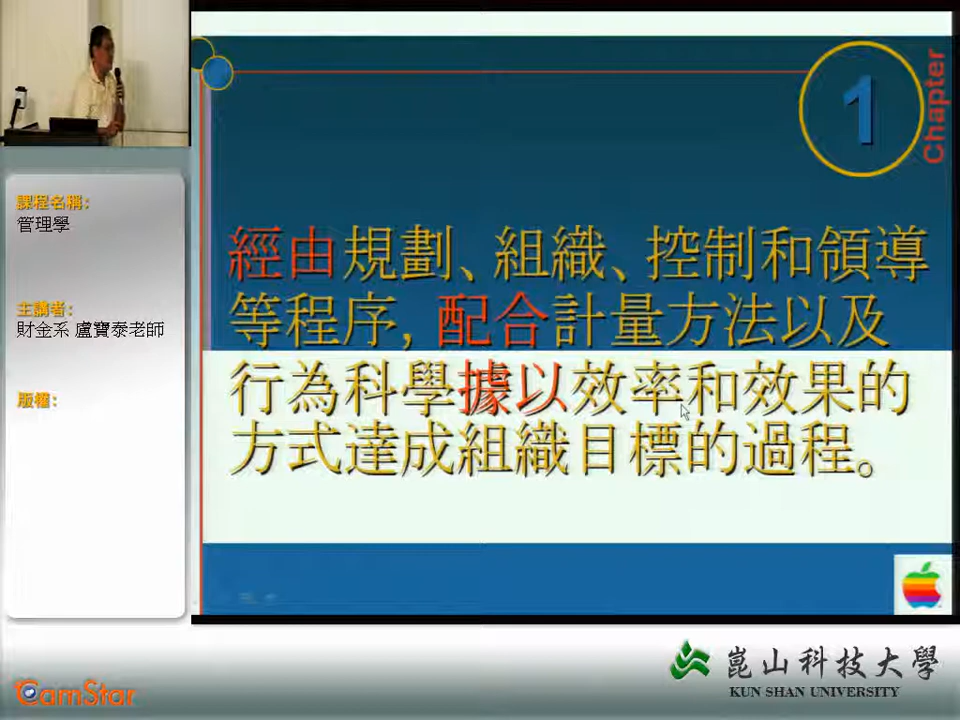 課程名稱:
管理學
主講者:
財金系 盧寶泰老師
版權:
1
Chapter
經由規劃、組織、控制和領導
等程序,配合計量方法以及
行為科學據以效率和效果的
方式達成組織目標的過程。
CamStar
崑山科技大學
KUN SHAN UNIVERSITY